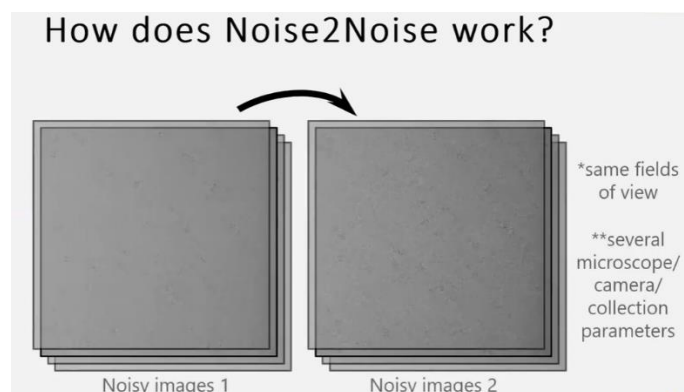 How does Noise2Noise work?
*same fields
of view
**several
microscope/
camera/
collection
parameters
Noisy images 1
Noisy images 2